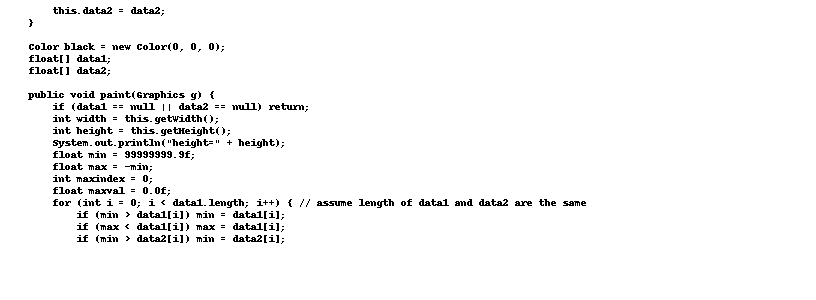 this.data2 = data2;
}
Color black = new Color(0, 0, 0);
float[] data1;
float[] data2;
public void paint(Graphics g) {
if (data1 == null || data2 == null) return;
int width = this.getWidth();
int height = this.getHeight();
System.out.println("height=" + height);
float min = 99999999.9f;
float max = -min;
int maxindex = 0;
float maxval = 0.0f;
for (int i = 0; i < data1.length; i++) { // assume length of data1 and data2 are the same
if (min > data1[i]) min = data1[i];
if (max < data1[i]) max = data1[i];
if (min > data2[i]) min = data2[i];